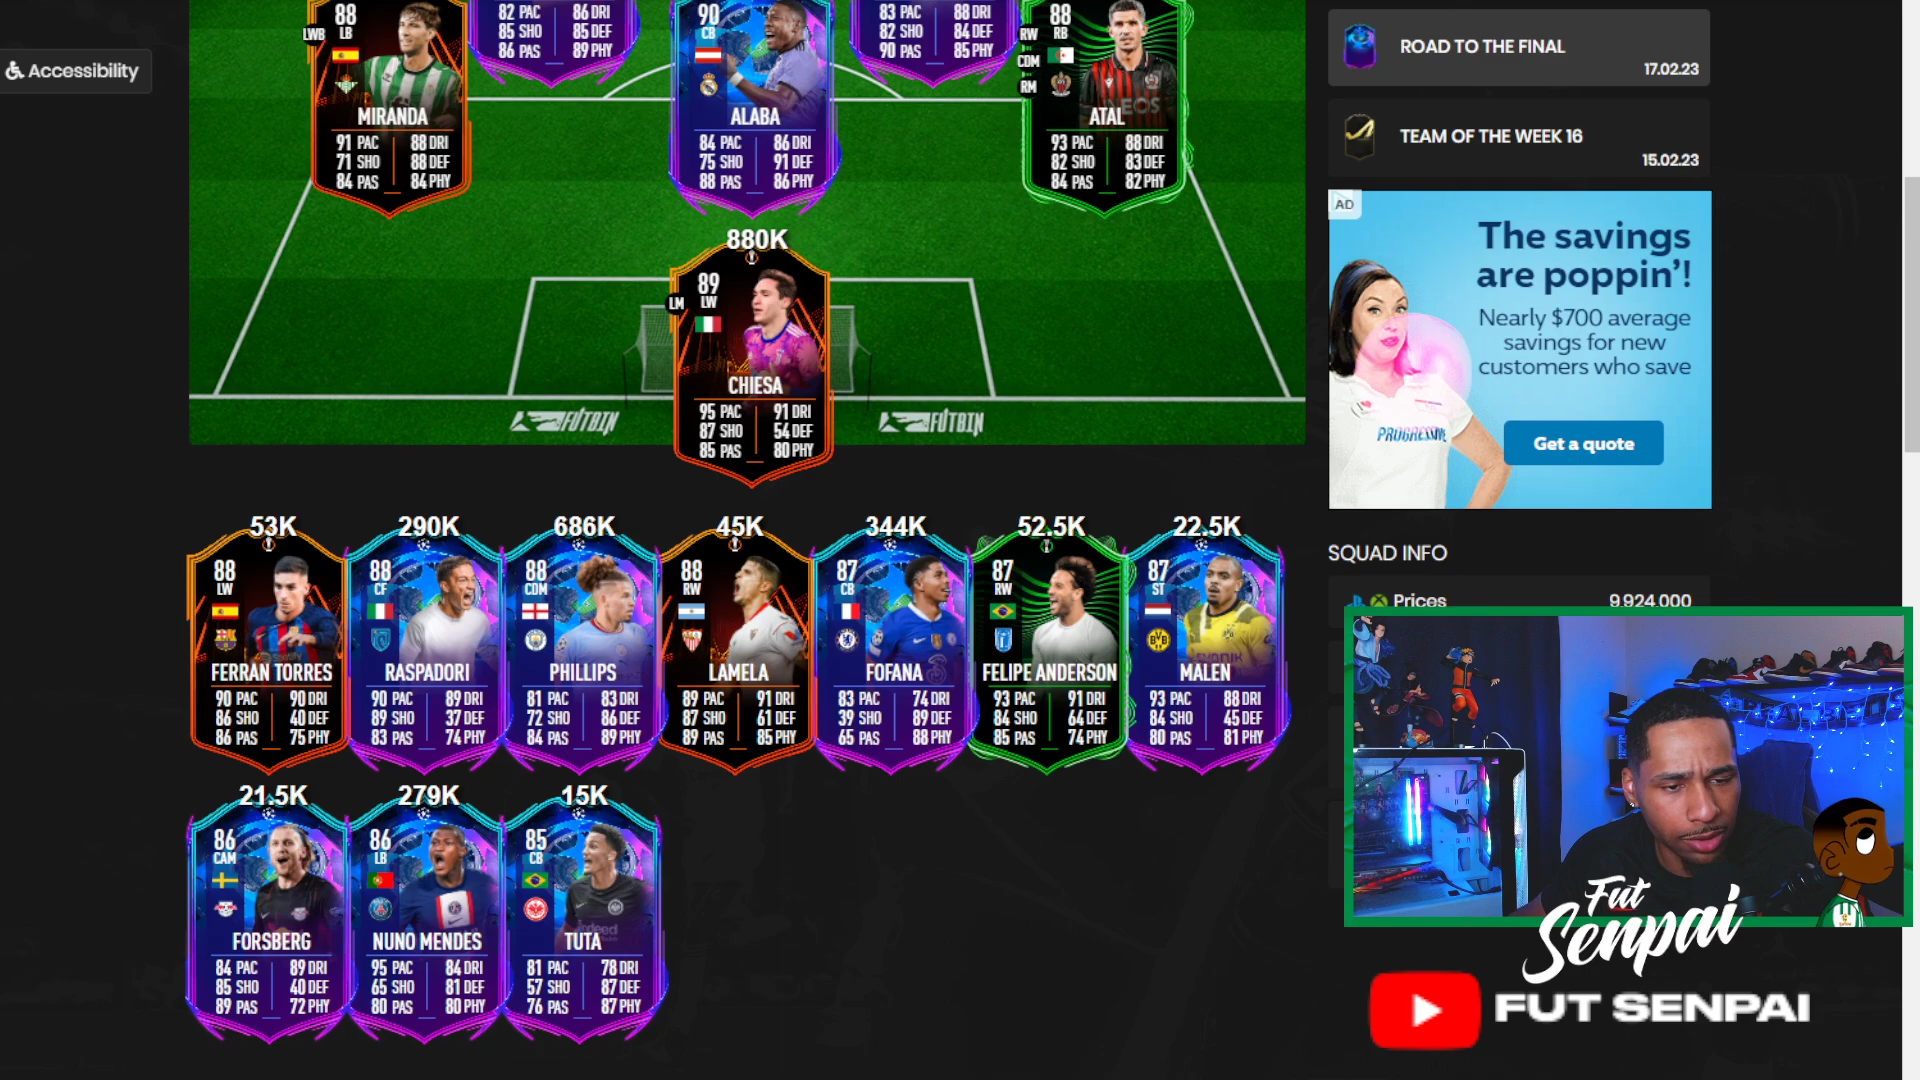 Accessibility
88
LB
LWB
MIRANDA
91 PAC 88 DRI
71 SHO 88 DEF
84 PAS 84 PHY
82 PAC 86 DRI
85 SHO 85 DEF
86 PAS 89 PHY
90
CB
ALABA
84 PAC 86 DRI
75 SHO 91 DEF
88 PAS 86 PHY
83 PAC 88 DRI
82 SHO 84 DEF
90 PAS 85 PHY
88
RB
RW
CDM
RM
INEOS
ATAL
93 PAC 88 DRI
82 SHO 83 DEF
84 PAS 82 PHY
880K
89
LW
LM
CHIESA
95 PAC 91 DRI
87 SHO 54 DEF
85 PAS 80 PHY
FUTBIN
FUTBIN
53K
88
LW
FERRAN TORRES
90 PAC 90 DRI
86 SHO 40 DEF
86 PAS 75 PHY
290K
88
CF
RASPADORI
90 PAC 89 DRI
89 SHO 37 DEF
83 PAS 74 PHY
686K
88
CDM
PHILLIPS
81 PAC 83 DRI
72 SHO 86 DEF
84 PAS 89 PHY
45K
88
RW
LAMELA
89 PAC 91 DRI
87 SHO 61 DEF
89 PAS 85 PHY
344K
87
CB
FOFANA
83 PAC 74 DRI
39 SHO 89 DEF
65 PAS 88 PHY
52.5K
87
RW
FELIPE ANDERSON
93 PAC 91 DRI
84 SHO 64 DEF
85 PAS 74 PHY
22.5K
87
ST
BVB
MALEN
93 PAC 88 DRI
84 SHO 45 DEF
80 PAS 81 PHY
21.5K
86
CAM
FORSBERG
84 PAC 89 DRI
85 SHO 40 DEF
89 PAS 72 PHY
279K
86
LB
NUNO MENDES
95 PAC 84 DRI
65 SHO 81 DEF
80 PAS 80 PHY
15K
85
CB
TUTA
81 PAC 78 DRI
57 SHO 87 DEF
76 PAS 87 PHY
ROAD TO THE FINAL
17.02.23
TEAM OF THE WEEK 16
15.02.23
AD
The savings
are poppin'!
Nearly $700 average
savings for new
customers who save
PROGRESSIVE
Get a quote
SQUAD INFO
Prices 9,924,000
Fut
Senpai
FUT SENPAI